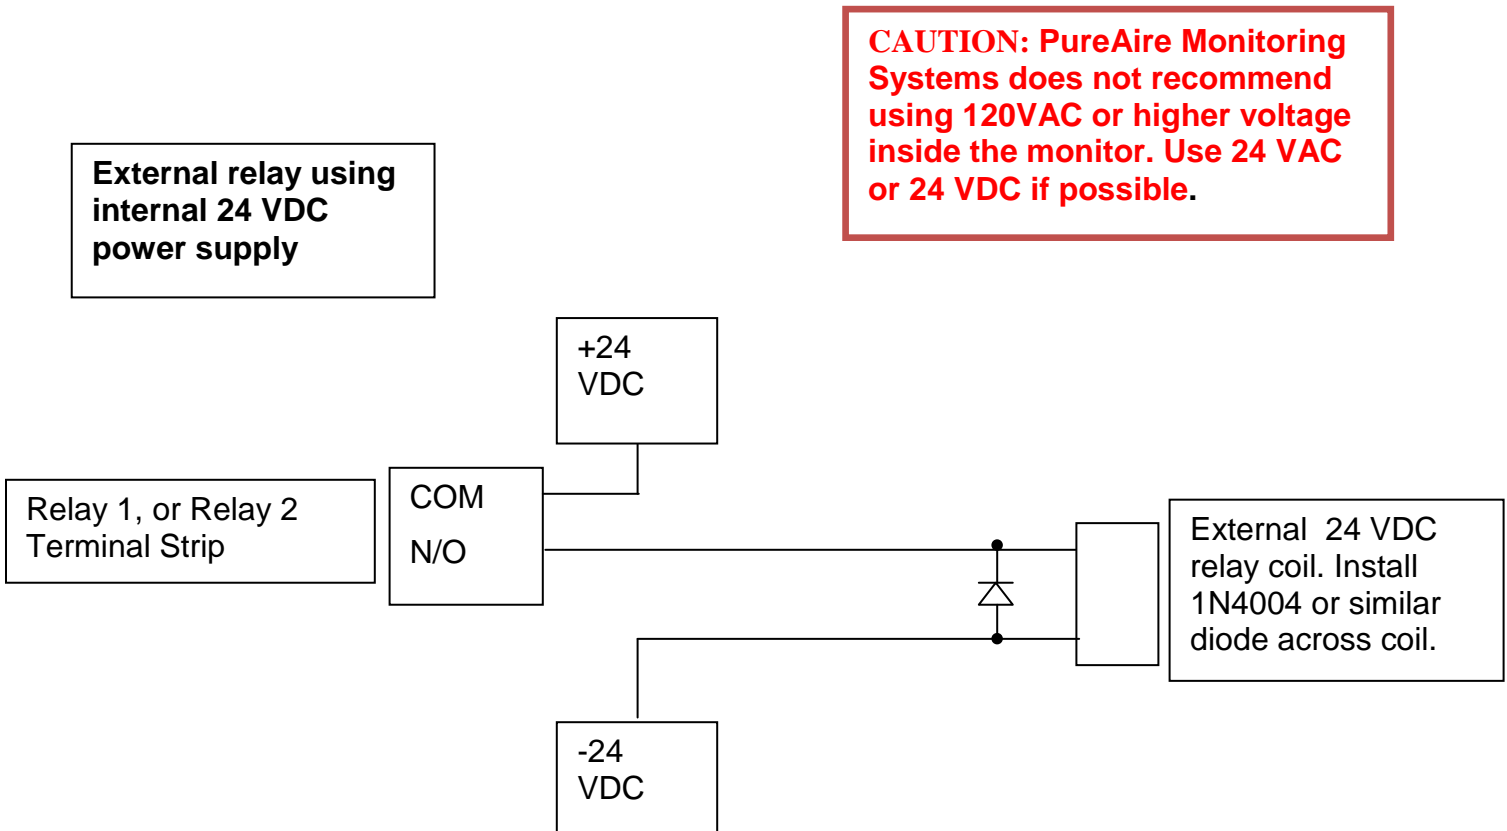 CAUTION: PureAire Monitoring
Systems does not recommend
using 120VAC or higher voltage
inside the monitor. Use 24 VAC
or 24 VDC if possible.
External relay using
internal 24 VDC
power supply
+24
VDC
Relay 1, or Relay 2
Terminal Strip
COM
N/O
External 24 VDC
relay coil. Install
1N4004 or similar
diode across coil.
-24
VDC